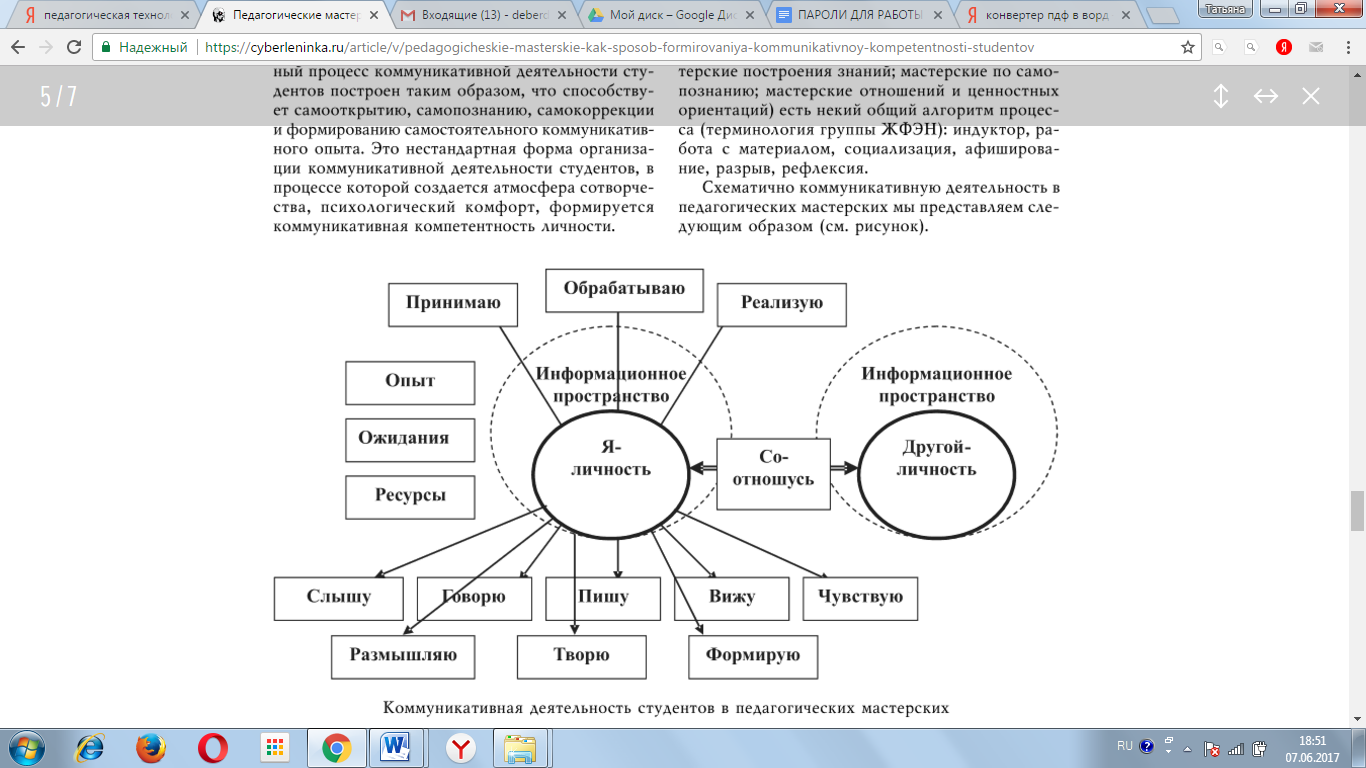 педагогическая технол
Педагогические мастер
Входящие (13) - deberd
Мой диск – Google Ди
ПАРОЛИ ДЛЯ РАБОТЫ
конвертер пдф в ворд
Татьяна
Надежный
https://cyberleninka.ru/article/v/pedagogicheskie-masterskie-kak-sposob-formirovaniya-kommunikativnoy-kompetentnosti-studentov
5 / 7
ный процесс коммуникативной деятельности сту-
дентов построен таким образом, что способству-
ет самооткрытию, самопознанию, самокоррекции
и формированию самостоятельного коммуникатив-
ного опыта. Это нестандартная форма организа-
ции коммуникативной деятельности студентов, в
процессе которой создается атмосфера сотворче-
ства, психологический комфорт, формируется
коммуникативная компетентность личности.
терские построения знаний; мастерские по само-
познанию; мастерские отношений и ценностных
ориентаций) есть некий общий алгоритм процес-
са (терминология группы ЖФЭН): индуктор, ра-
бота с материалом, социализация, афиширова-
ние, разрыв, рефлексия.
Схематично коммуникативную деятельность в
педагогических мастерских мы представляем сле-
дующим образом (см. рисунок).
Принимаю
Обрабатываю
Реализую
Опыт
Ожидания
Ресурсы
Информационное
пространство
Я-
личность
Со-
отношусь
Информационное
пространство
Другой-
личность
Слышу
Говорю
Пишу
Вижу
Чувствую
Размышляю
Творю
Формирую
Коммуникативная деятельность студентов в педагогических мастерских
RU
18:51
07.06.2017